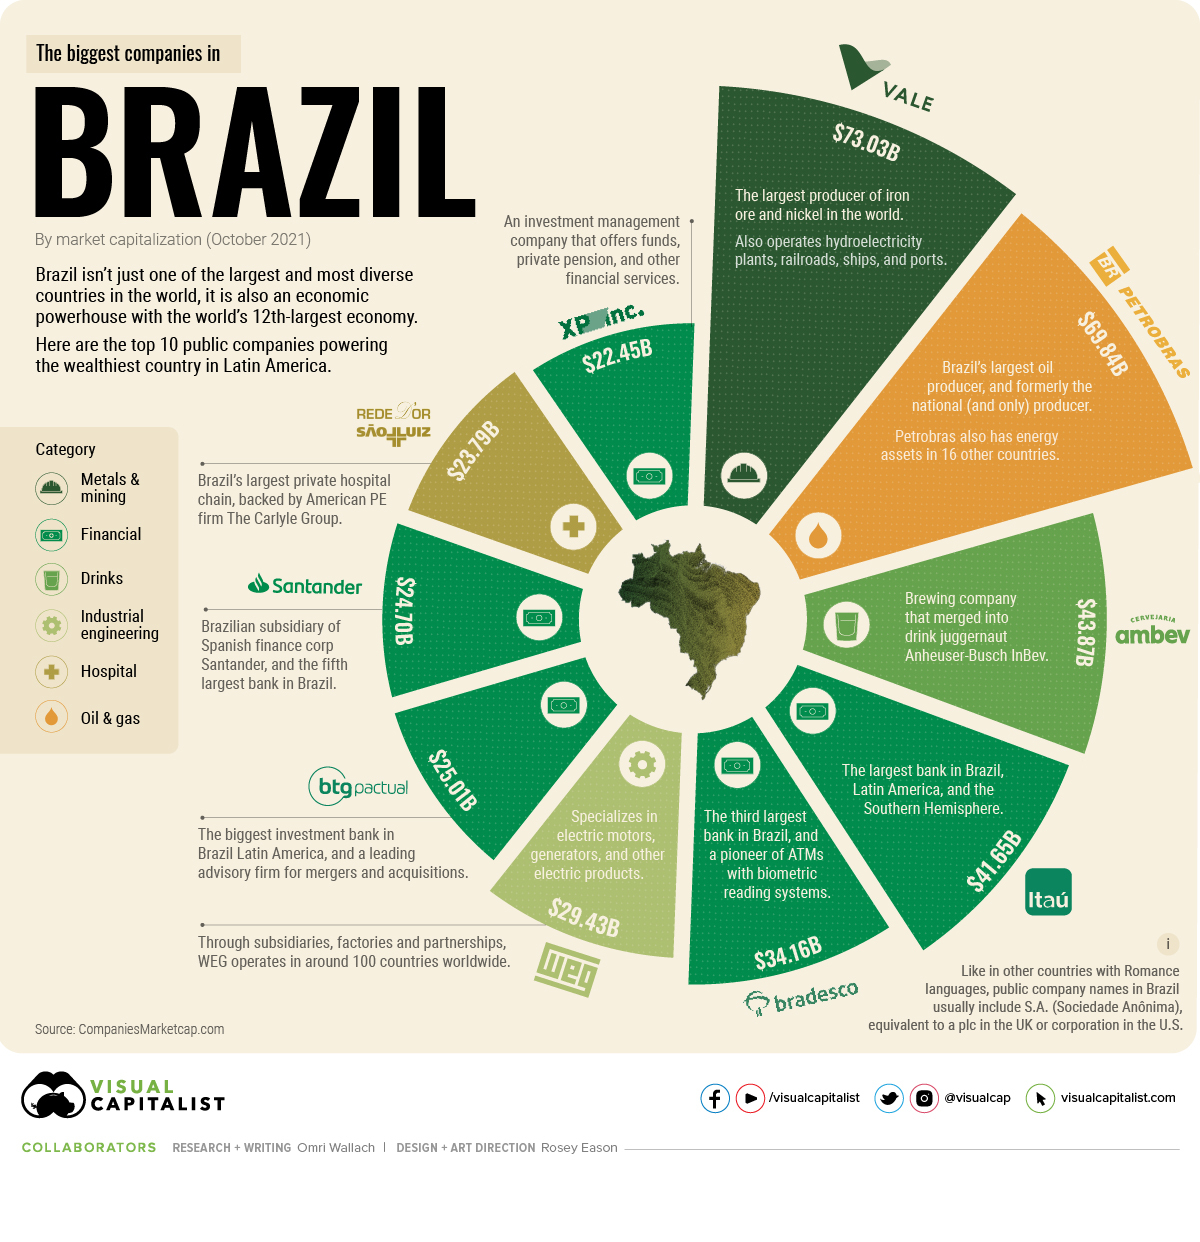 The biggest companies in
BRAZIL
By market capitalization (October 2021)
Brazil isn't just one of the largest and most diverse
countries in the world, it is also an economic
powerhouse with the world's 12th-largest economy.
Here are the top 10 public companies powering
the wealthiest country in Latin America.
Category
Metals &
mining
Financial
Drinks
Industrial
engineering
Hospital
Oil & gas
VALE
$73.03B
The largest producer of iron
ore and nickel in the world.
Also operates hydroelectricity
plants, railroads, ships, and ports.
BR PETROBRAS
$69.84B
Brazil's largest oil
producer, and formerly the
national (and only) producer.
Petrobras also has energy
assets in 16 other countries.
CERVEJARIA
ambev
$43.87B
Brewing company
that merged into
drink juggernaut
Anheuser-Busch InBev.
Itaú
$41.65B
The largest bank in Brazil,
Latin America, and the
Southern Hemisphere.
bradesco
$34.16B
The third largest
bank in Brazil, and
a pioneer of ATMs
with biometric
reading systems.
weg
$29.43B
Specializes in
electric motors,
generators, and other
electric products.
Through subsidiaries, factories and partnerships,
WEG operates in around 100 countries worldwide.
btg pactual
$25.01B
The biggest investment bank in
Brazil Latin America, and a leading
advisory firm for mergers and acquisitions.
Santander
$24.70B
Brazilian subsidiary of
Spanish finance corp
Santander, and the fifth
largest bank in Brazil.
REDE D'OR
SÃO LUIZ
$23.79B
Brazil's largest private hospital
chain, backed by American PE
firm The Carlyle Group.
XP inc.
$22.45B
An investment management
company that offers funds,
private pension, and other
financial services.
i
Like in other countries with Romance
languages, public company names in Brazil
usually include S.A. (Sociedade Anônima),
equivalent to a plc in the UK or corporation in the U.S.
Source: CompaniesMarketcap.com
VISUAL
CAPITALIST
/visualcapitalist
@visualcap
visualcapitalist.com
COLLABORATORS RESEARCH + WRITING Omri Wallach | DESIGN + ART DIRECTION Rosey Eason